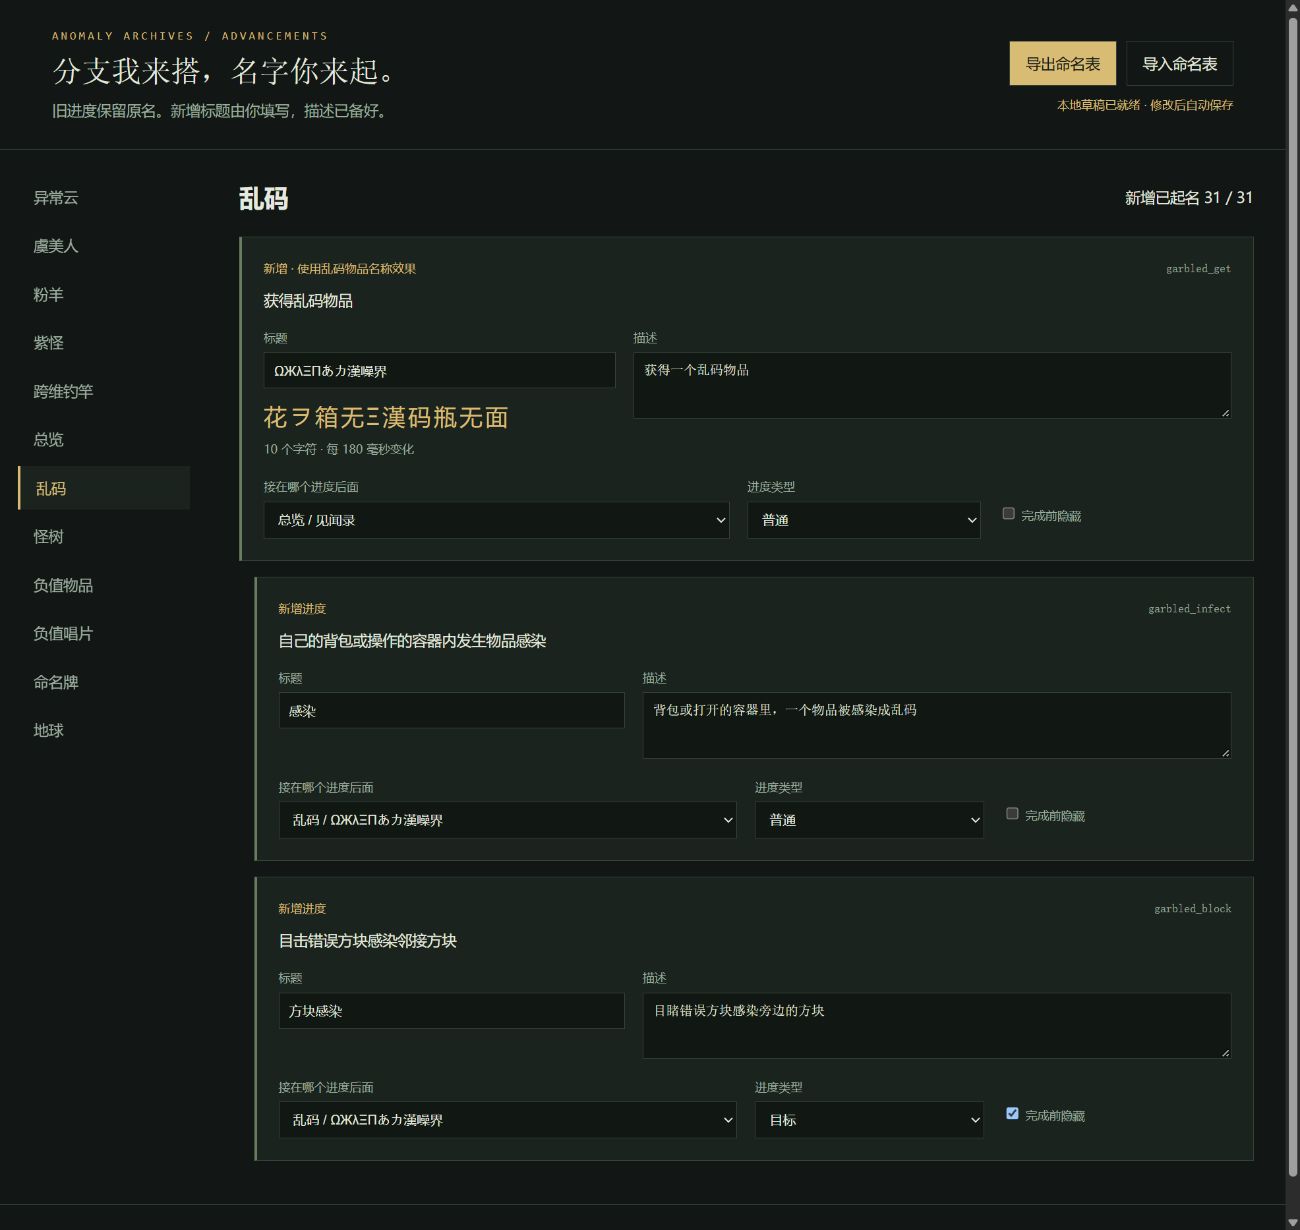 ANOMALY ARCHIVES / ADVANCEMENTS
分支我来搭，名字你来起。
旧进度保留原名。新增标题由你填写，描述已备好。
导出命名表
导入命名表
本地草稿已就绪 · 修改后自动保存
异常云
虞美人
粉羊
紫怪
跨维钓竿
总览
乱码
怪树
负值物品
负值唱片
命名牌
地球
乱码
新增已起名 31 / 31
新增 · 使用乱码物品名称效果
garbled_get
获得乱码物品
标题
描述
ΩЖλΞПあカ漢噪界
获得一个乱码物品
花ヲ箱无Ξ漢码瓶无面
10 个字符 · 每 180 毫秒变化
接在哪个进度后面
进度类型
总览 / 见闻录
普通
完成前隐藏
新增进度
garbled_infect
自己的背包或操作的容器内发生物品感染
标题
描述
感染
背包或打开的容器里，一个物品被感染成乱码
接在哪个进度后面
进度类型
乱码 / ΩЖλΞПあカ漢噪界
普通
完成前隐藏
新增进度
garbled_block
目击错误方块感染邻接方块
标题
描述
方块感染
目睹错误方块感染旁边的方块
接在哪个进度后面
进度类型
乱码 / ΩЖλΞПあカ漢噪界
目标
完成前隐藏